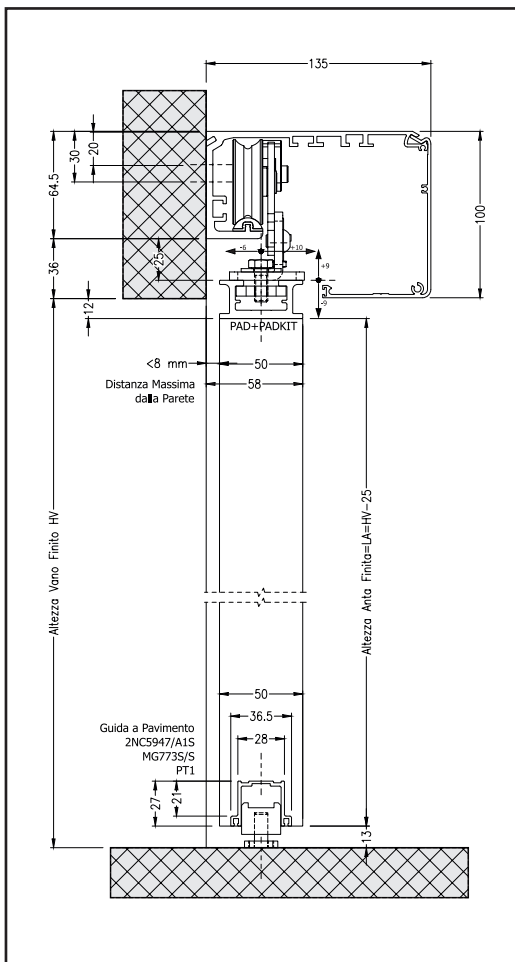 135
20
30
64.5
100
25
-6
+10
36
+9
-9
12
PAD+PADKIT
<8 mm
50
Distanza Massima
dalla Parete
58
Altezza Vano Finito HV
Altezza Anta Finita=LA=HV-25
50
36.5
Guida a Pavimento
2NC5947/A1S
28
MG773S/S
PT1
27
21
13